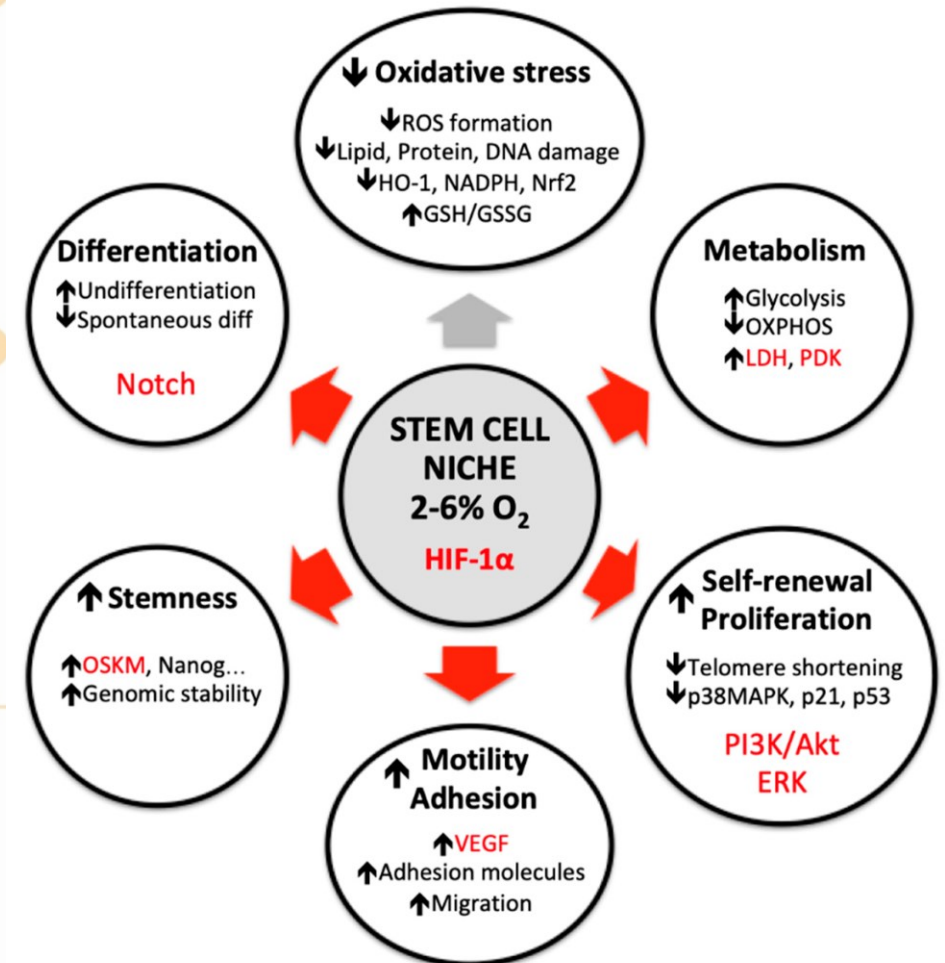 ↓ Oxidative stress
↓ROS formation
↓Lipid, Protein, DNA damage
↓HO-1, NADPH, Nrf2
↑GSH/GSSG
Differentiation
↑Undifferentiation
↓Spontaneous diff
Notch
Metabolism
↑Glycolysis
↓OXPHOS
↑LDH, PDK
STEM CELL
NICHE
2-6% O₂
HIF-1α
↑ Stemness
↑OSKM, Nanog...
↑Genomic stability
↑ Self-renewal
Proliferation
↓Telomere shortening
↓p38MAPK, p21, p53
PI3K/Akt
ERK
↑ Motility
Adhesion
↑VEGF
↑Adhesion molecules
↑Migration